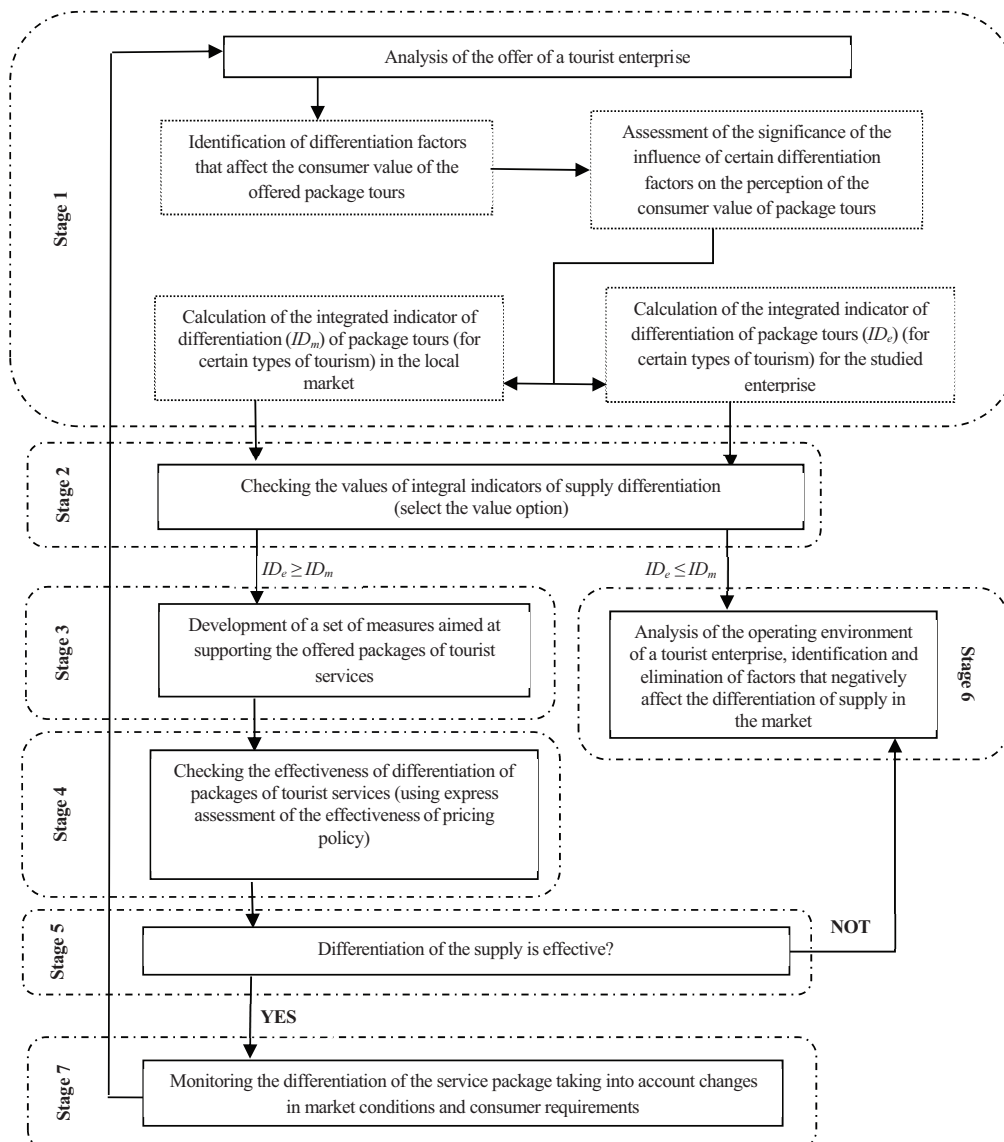 Stage 1
Analysis of the offer of a tourist enterprise
Identification of differentiation factors
that affect the consumer value of the
offered package tours
Assessment of the significance of the
influence of certain differentiation
factors on the perception of the
consumer value of package tours
Calculation of the integrated indicator of
differentiation (ID_m) of package tours (for
certain types of tourism) in the local
market
Calculation of the integrated indicator of
differentiation of package tours (ID_e) (for
certain types of tourism) for the studied
enterprise
Stage 2
Checking the values of integral indicators of supply differentiation
(select the value option)
ID_e ≥ ID_m
ID_e ≤ ID_m
Stage 3
Development of a set of measures aimed at
supporting the offered packages of tourist
services
Analysis of the operating environment
of a tourist enterprise, identification and
elimination of factors that negatively
affect the differentiation of supply in
the market
Stage 6
Stage 4
Checking the effectiveness of differentiation of
packages of tourist services (using express
assessment of the effectiveness of pricing
policy)
Stage 5
Differentiation of the supply is effective?
NOT
YES
Stage 7
Monitoring the differentiation of the service package taking into account changes
in market conditions and consumer requirements